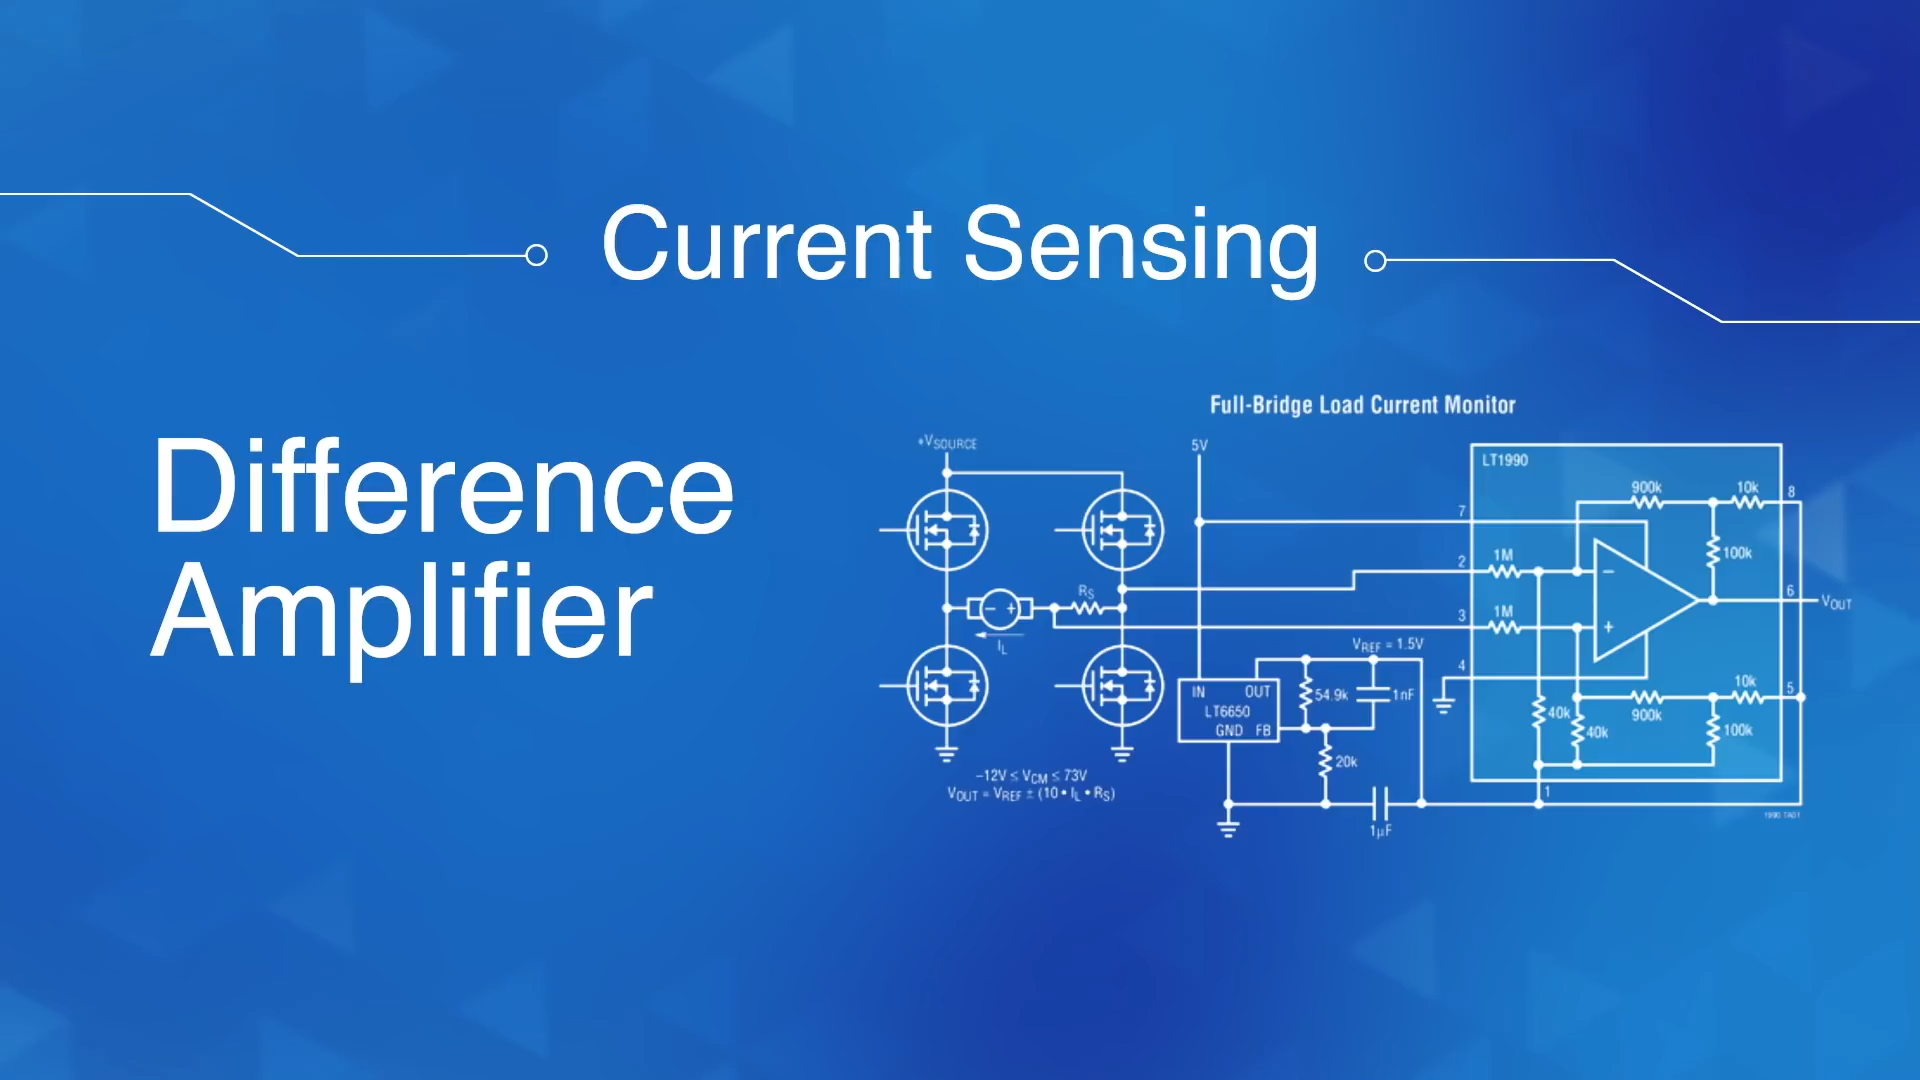 Current Sensing
Difference
Amplifier
Full-Bridge Load Current Monitor
+VSOURCE
5V
LT1990
900k
10k
8
7
1M
100k
2
–
6
VOUT
1M
3
+
RS
– +
IL
VREF = 1.5V
4
IN OUT
LT6650
GND FB
54.9k
1nF
20k
1µF
10k
5
40k
900k
40k
100k
1
–12V ≤ VCM ≤ 73V
VOUT = VREF ± (10 • IL • RS)
1990 TA01